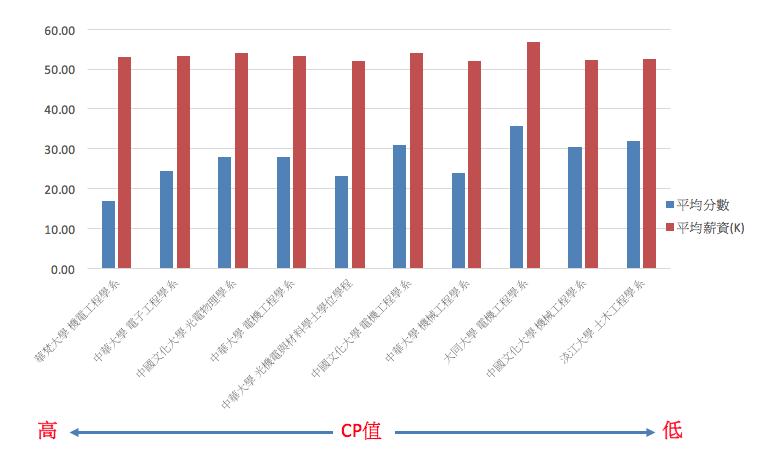 60.00
50.00
40.00
30.00
20.00
10.00
0.00
平均分數
平均薪資(K)
華梵大學 機電工程學系
中華大學 電子工程學系
中國文化大學 光電物理學系
中華大學 電機工程學系
中華大學 光機電與材料學士學位學程
中國文化大學 電機工程學系
中華大學 機械工程學系
大同大學 電機工程學系
中國文化大學 機械工程學系
淡江大學 土木工程學系
高 CP值 低